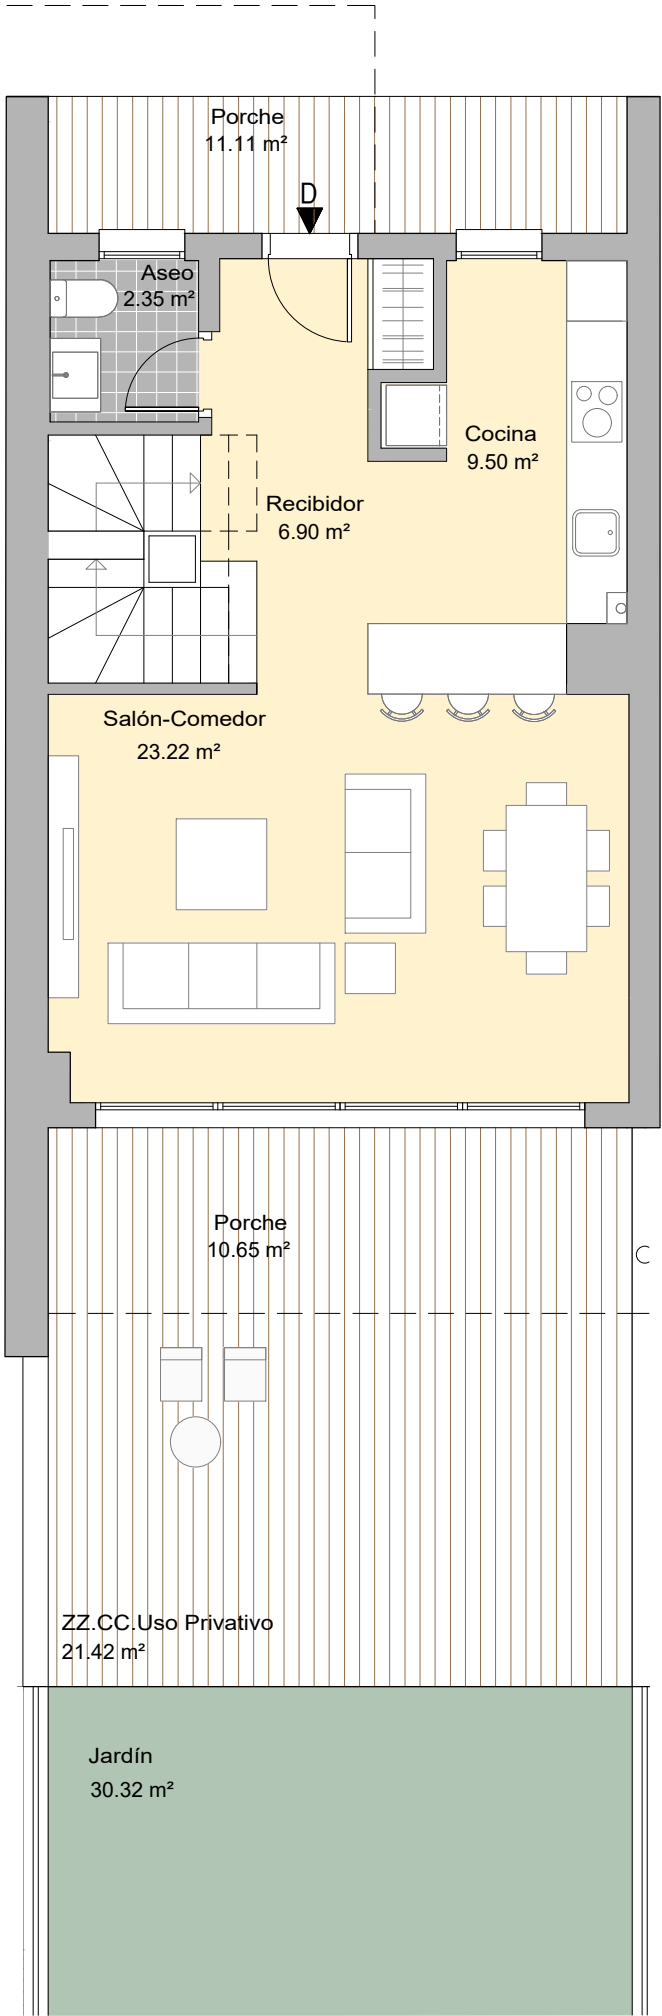 Porche
11.11 m²
D
Aseo
2.35 m²
Cocina
9.50 m²
Recibidor
6.90 m²
Salón-Comedor
23.22 m²
Porche
10.65 m²
ZZ.CC.Uso Privativo
21.42 m²
Jardín
30.32 m²